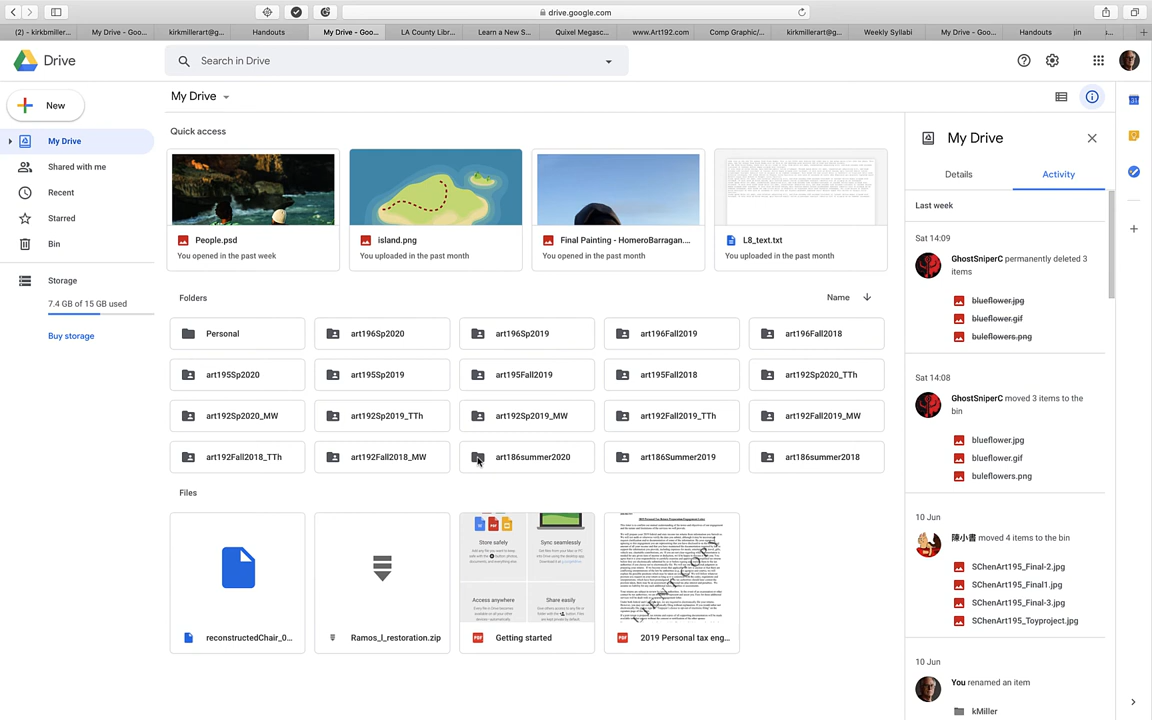 drive.google.com
(2) - kirkbmiller...
My Drive - Goo...
kirkmillerart@g...
Handouts
My Drive - Goo...
LA County Libr...
Learn a New S...
Quixel Megasc...
www.Art192.com
Comp Graphic/...
kirkmillerart@g...
Weekly Syllabi
My Drive - Goo...
Handouts
Drive
Search in Drive
New
My Drive
Shared with me
Recent
Starred
Bin
Storage
7.4 GB of 15 GB used
Buy storage
My Drive
Quick access
People.psd
You opened in the past week
island.png
You uploaded in the past month
Final Painting - HomeroBarragan....
You opened in the past month
L8_text.txt
You uploaded in the past month
Folders
Name
Personal
art196Sp2020
art196Sp2019
art196Fall2019
art196Fall2018
art195Sp2020
art195Sp2019
art195Fall2019
art195Fall2018
art192Sp2020_TTh
art192Sp2020_MW
art192Sp2019_TTh
art192Sp2019_MW
art192Fall2019_TTh
art192Fall2019_MW
art192Fall2018_TTh
art192Fall2018_MW
art186summer2020
art186Summer2019
art186summer2018
Files
reconstructedChair_0...
Ramos_I_restoration.zip
Store safely
Sync seamlessly
Access anywhere
Share easily
Getting started
CLIENT COPY
2019 Personal tax eng...
My Drive
Details
Activity
Last week
Sat 14:09
GhostSniperC permanently deleted 3
items
blueflower.jpg
blueflower.gif
buleflowers.png
Sat 14:08
GhostSniperC moved 3 items to the
bin
blueflower.jpg
blueflower.gif
buleflowers.png
10 Jun
陳小書 moved 4 items to the bin
SChenArt195_Final-2.jpg
SChenArt195_Final1.jpg
SChenArt195_Final-3.jpg
SChenArt195_Toyproject.jpg
10 Jun
You renamed an item
kMiller